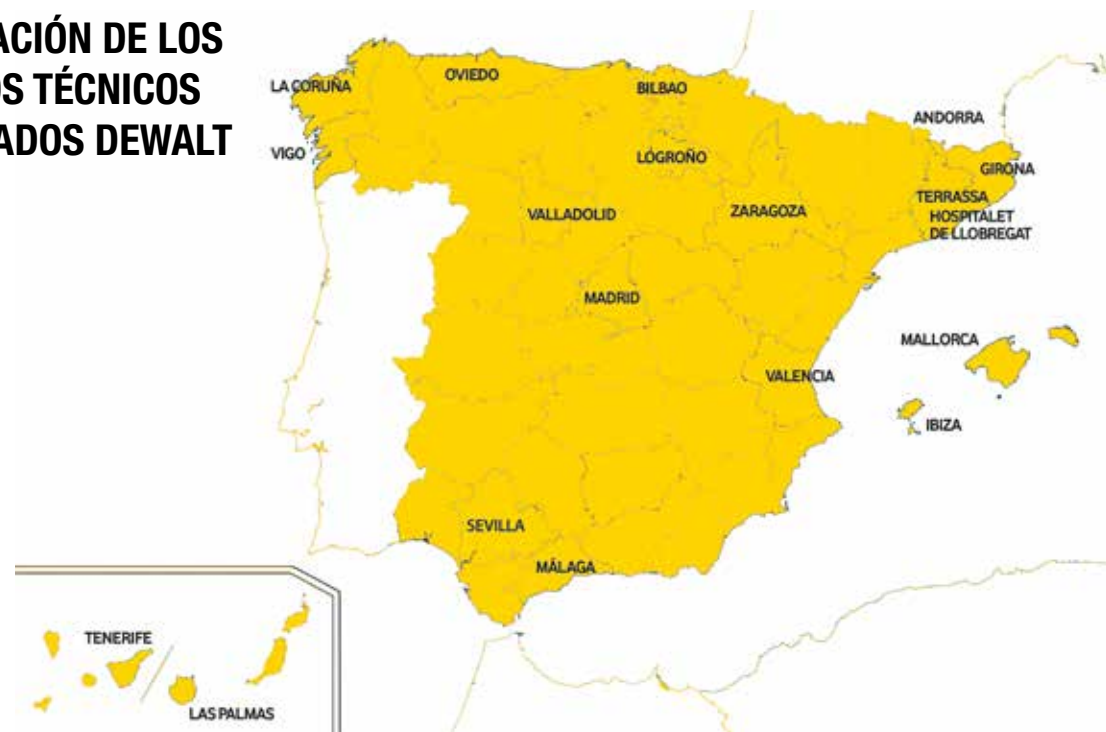 ACIÓN DE LOS
OS TÉCNICOS
ADOS DEWALT
LA CORUÑA
OVIEDO
BILBAO
ANDORRA
VIGO
LOGROÑO
GIRONA
TERRASSA
VALLADOLID
ZARAGOZA
HOSPITALET
DE LLOBREGAT
MADRID
MALLORCA
VALENCIA
IBIZA
SEVILLA
MÁLAGA
TENERIFE
LAS PALMAS